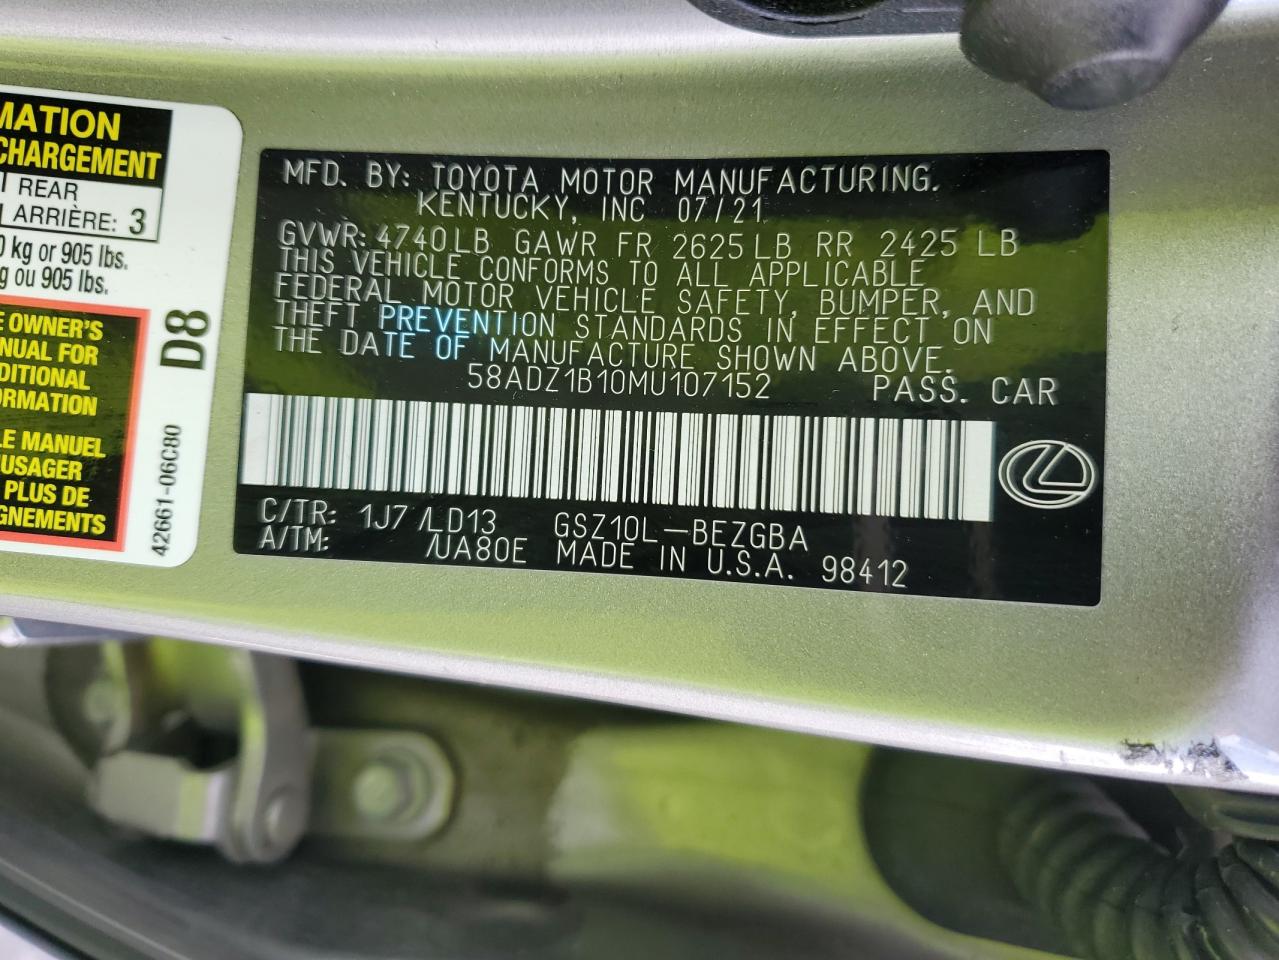 MATION
CHARGEMENT
REAR
ARRIÈRE: 3
kg or 905 lbs.
ou 905 lbs.
OWNER'S
NUAL FOR
DITIONAL
ORMATION
LE MANUEL
USAGER
PLUS DE
GNEMENTS
D8
42661-06C80
MFD. BY: TOYOTA MOTOR MANUFACTURING.
KENTUCKY, INC 07/21
GVWR: 4740LB GAWR FR 2625LB RR 2425 LB
THIS VEHICLE CONFORMS TO ALL APPLICABLE
FEDERAL MOTOR VEHICLE SAFETY, BUMPER, AND
THEFT PREVENTION STANDARDS IN EFFECT ON
THE DATE OF MANUFACTURE SHOWN ABOVE.
58ADZ1B10MU107152 PASS. CAR
C/TR: 1J7 /LD13 GSZ10L-BEZGBA
A/TM: /UA80E MADE IN U.S.A. 98412